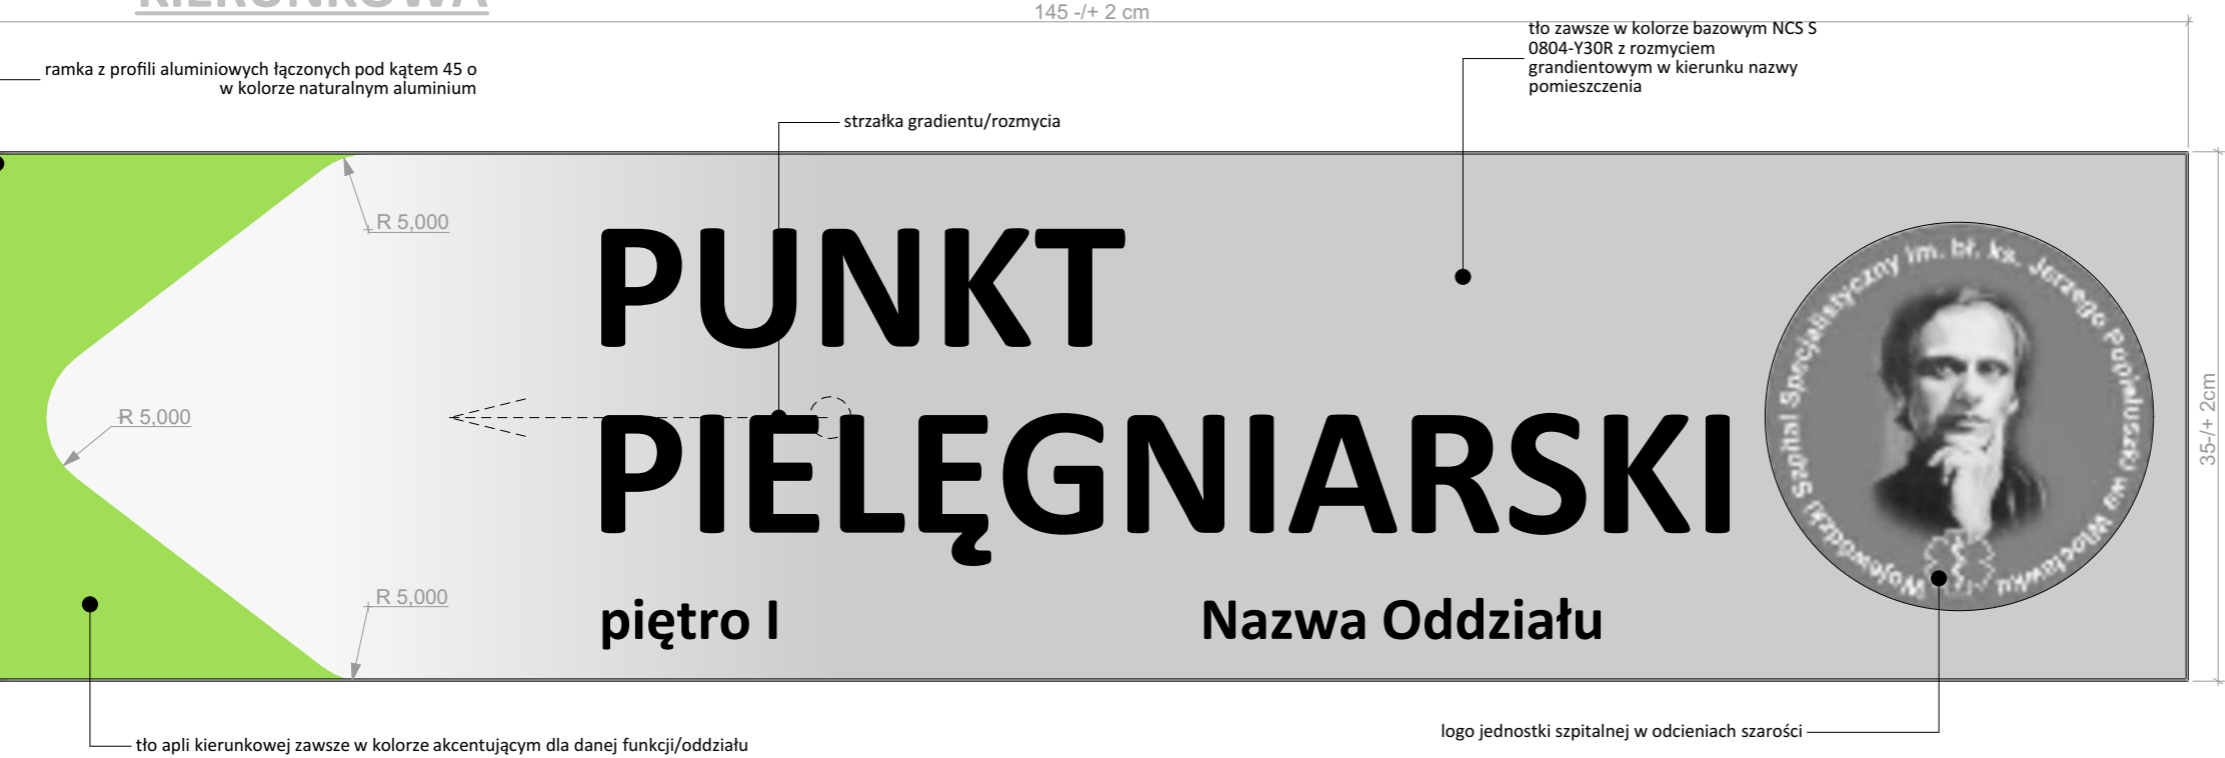 KIERUNKOWA
145 -/+ 2 cm
ramka z profili aluminiowych łączonych pod kątem 45 o
w kolorze naturalnym aluminium
strzałka gradientu/rozmycia
tło zawsze w kolorze bazowym NCS S
0804-Y30R z rozmyciem
grandientowym w kierunku nazwy
pomieszczenia
R 5,000
PUNKT
R 5,000
PIELĘGNIARSKI
R 5,000
piętro I
Nazwa Oddziału
Wojewódzki Szpital Specjalistyczny im. bł. ks. Jerzego Popiełuszki we Włocławku
35-/+ 2cm
tło apli kierunkowej zawsze w kolorze akcentującym dla danej funkcji/oddziału
logo jednostki szpitalnej w odcieniach szarości